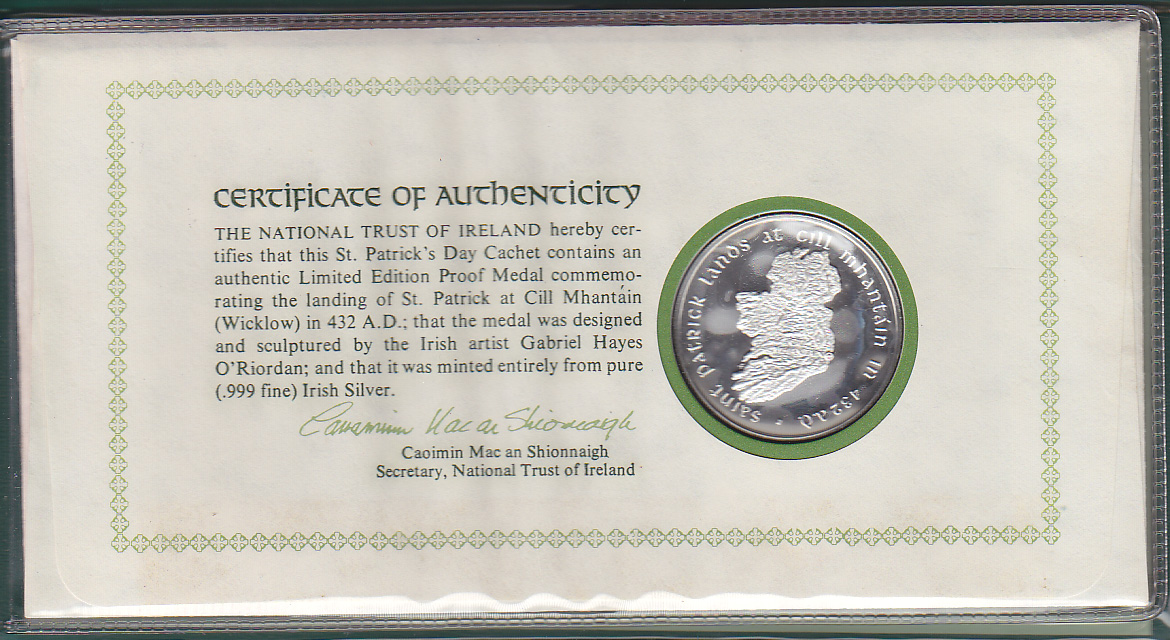 CERTIFICATE OF AUTHENTICITY
THE NATIONAL TRUST OF IRELAND hereby cer-
tifies that this St. Patrick's Day Cachet contains an
authentic Limited Edition Proof Medal commemo-
rating the landing of St. Patrick at Cill Mhantáin
(Wicklow) in 432 A.D.; that the medal was designed
and sculptured by the Irish artist Gabriel Hayes
O'Riordan; and that it was minted entirely from pure
(.999 fine) Irish Silver.
Caoimin Mac an Shionnaigh
Caoimin Mac an Shionnaigh
Secretary, National Trust of Ireland
saint patrick lands at cill mhantáin in 432 ad ·